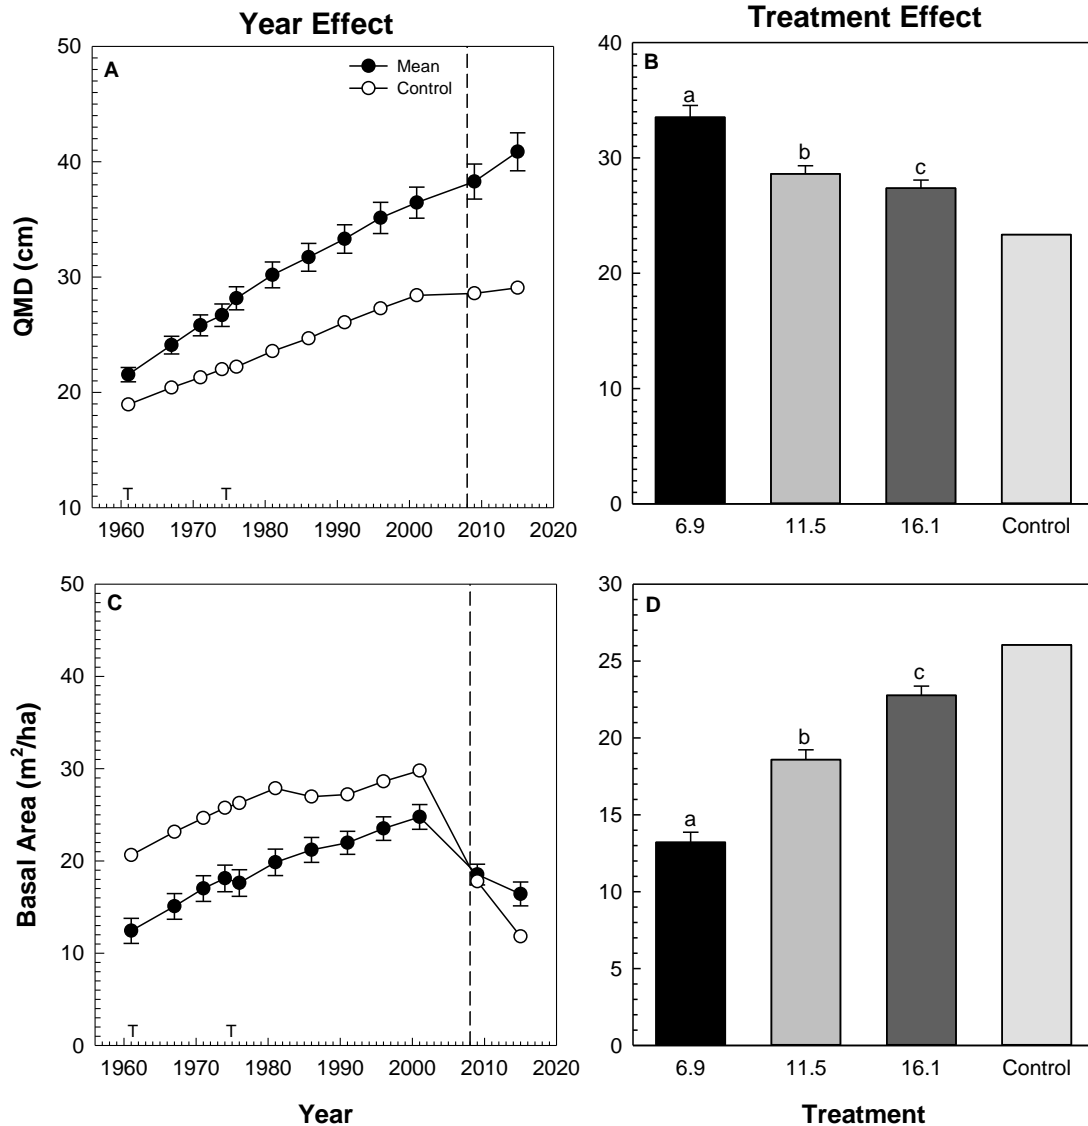 Year Effect
Treatment Effect
A
Mean
Control
50
40
30
20
10
QMD (cm)
1960 1970 1980 1990 2000 2010 2020
T T
B
40
30
20
10
0
a
b
c
6.9 11.5 16.1 Control
C
50
40
30
20
10
0
Basal Area (m²/ha)
T T
1960 1970 1980 1990 2000 2010 2020
Year
D
30
25
20
15
10
5
0
a
b
c
6.9 11.5 16.1 Control
Treatment